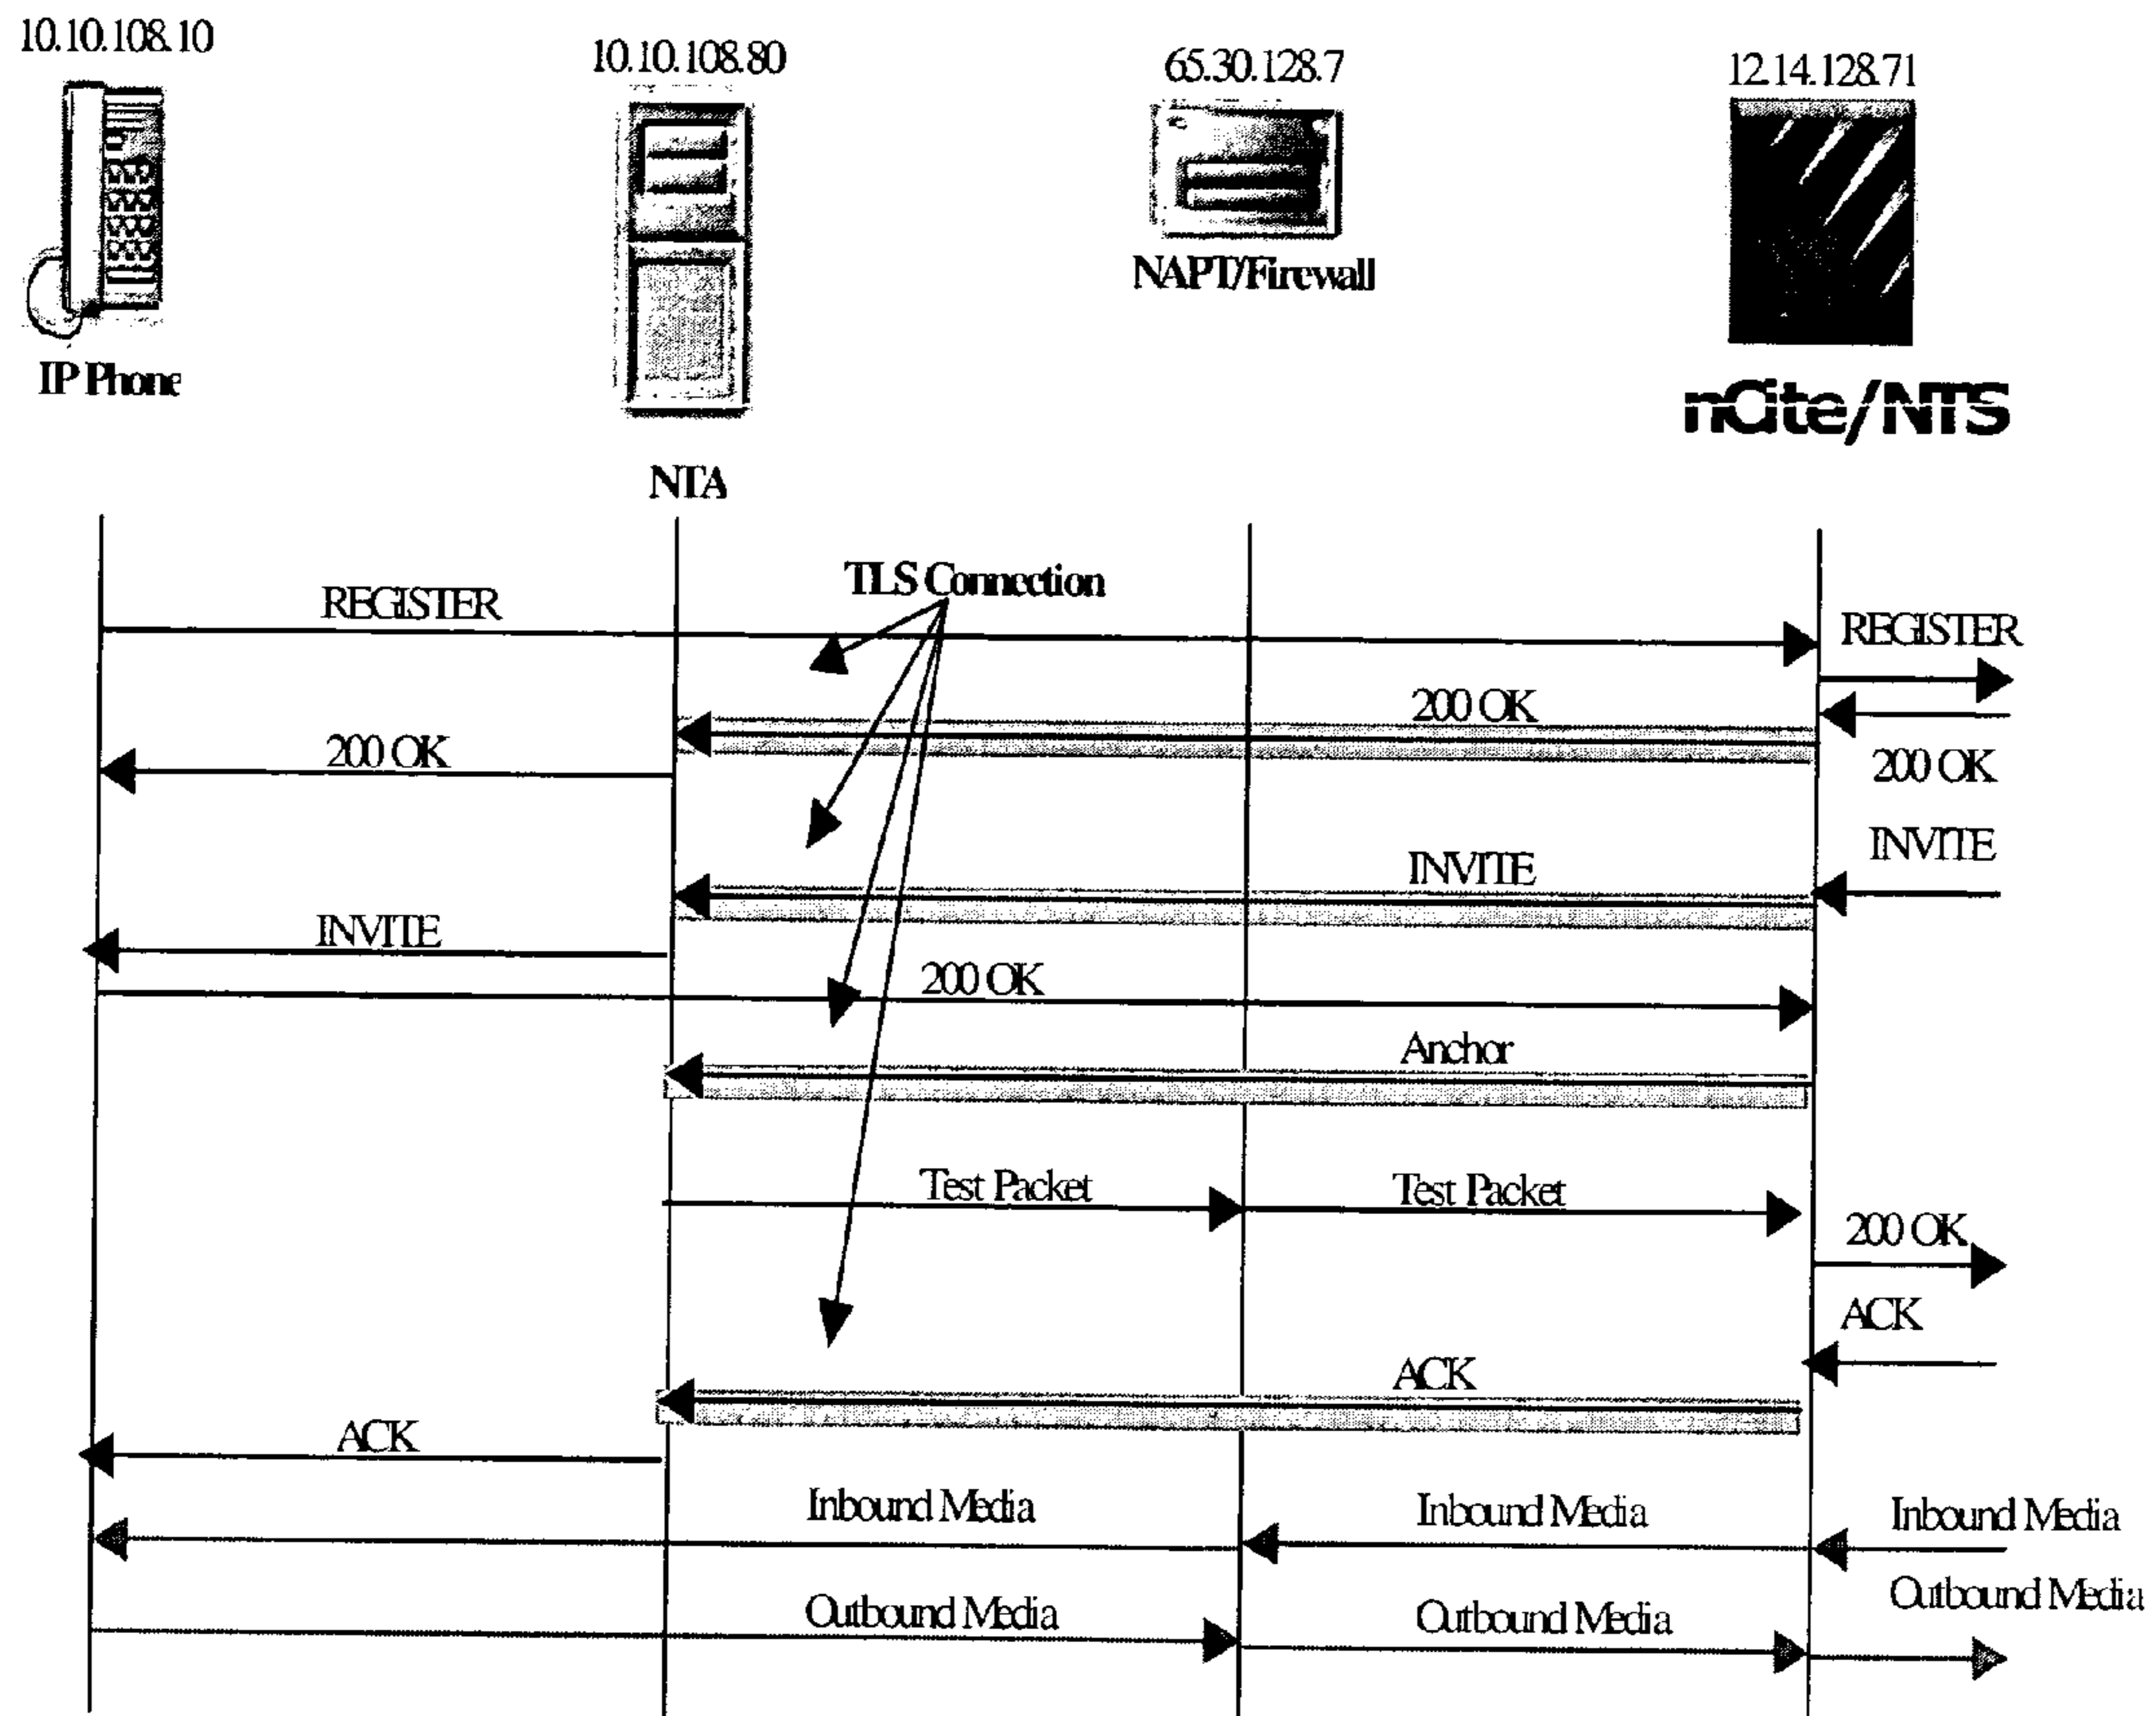 10.10.108.10
10.10.108.80
65.30.128.7
12.14.128.71
NAPT/Firewall
IP Phone
nCite/NTS
NTA
TLS Connection
REGISTER
REGISTER
200 OK
200 OK
200 OK
INVITE
INVITE
INVITE
200 OK
Anchor
Test Packet
Test Packet
200 OK
ACK
ACK
ACK
Inbound Media
Inbound Media
Inbound Media
Outbound Media
Outbound Media
Outbound Media